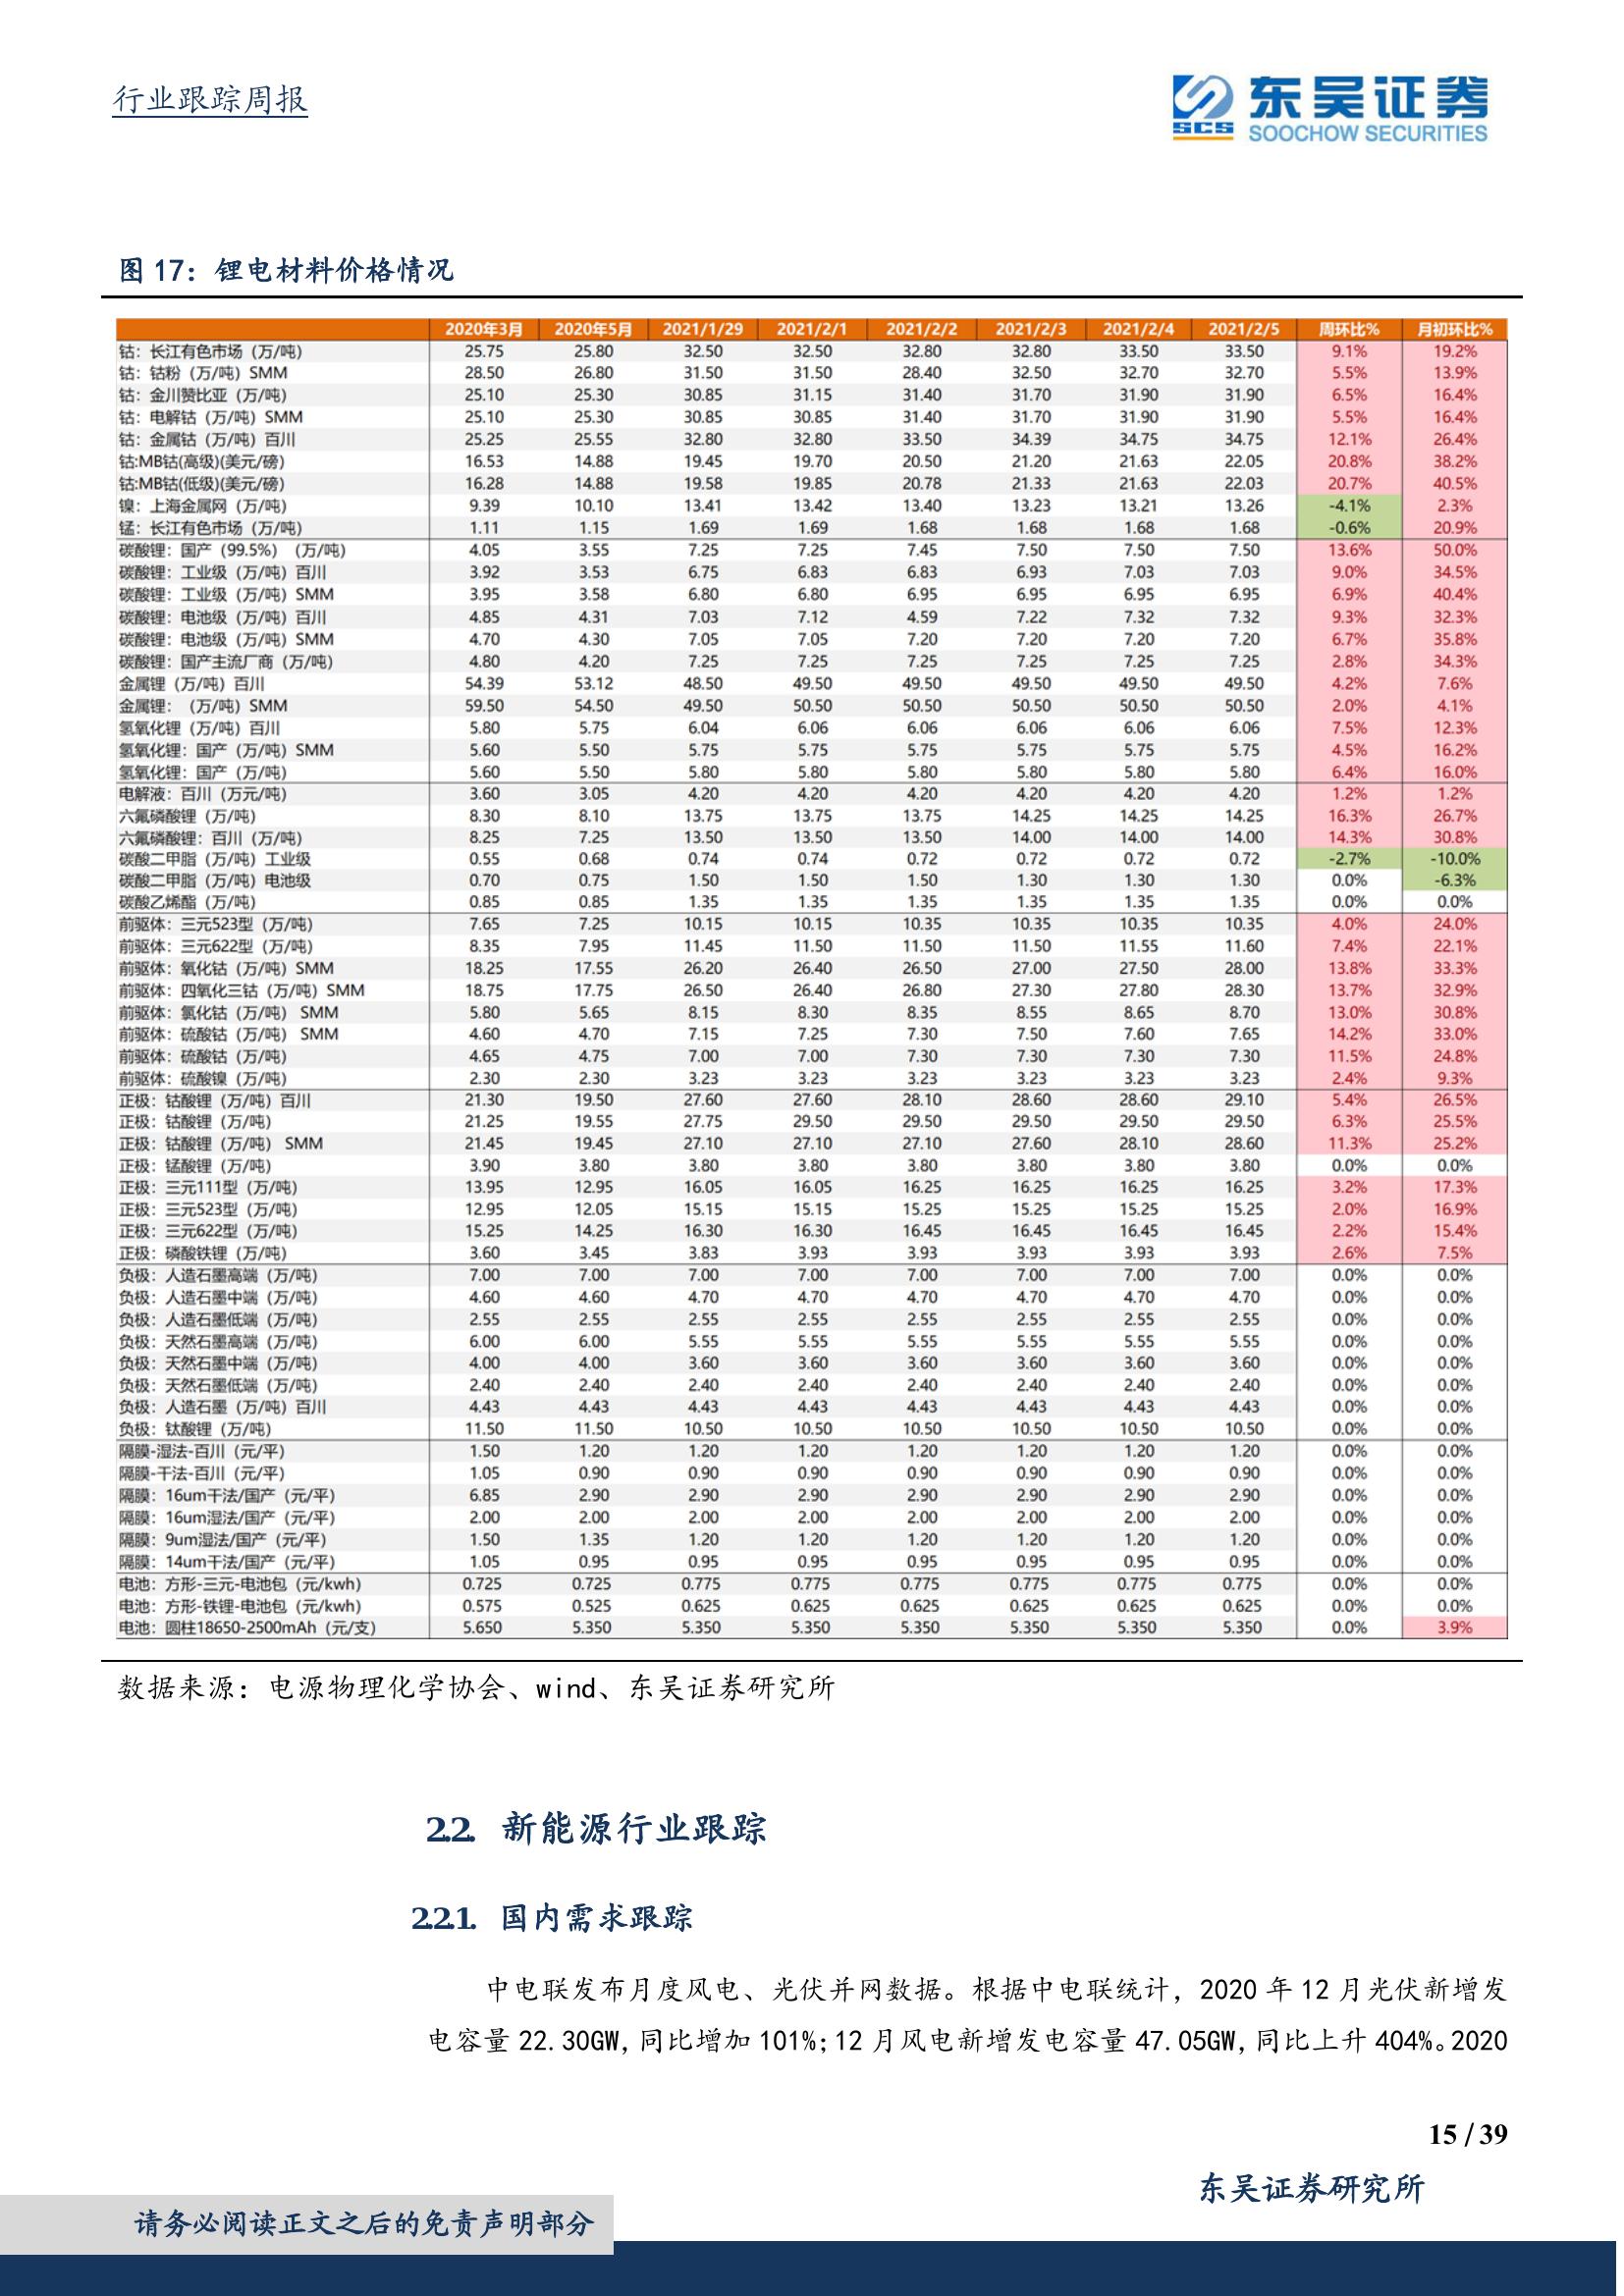 行业跟踪周报
SCS 东吴证券
SOOCHOW SECURITIES
图 17：锂电材料价格情况
2020年3月 2020年5月 2021/1/29 2021/2/1 2021/2/2 2021/2/3 2021/2/4 2021/2/5 周环比% 月初环比%
钴：长江有色市场（万/吨） 25.75 25.80 32.50 32.50 32.80 32.80 33.50 33.50 9.1% 19.2%
钴：钴粉（万/吨）SMM 28.50 26.80 31.50 31.50 28.40 32.50 32.70 32.70 5.5% 13.9%
钴：金川赞比亚（万/吨） 25.10 25.30 30.85 31.15 31.40 31.70 31.90 31.90 6.5% 16.4%
钴：电解钴（万/吨）SMM 25.10 25.30 30.85 30.85 31.40 31.70 31.90 31.90 5.5% 16.4%
钴：金属钴（万/吨）百川 25.25 25.55 32.80 32.80 33.50 34.39 34.75 34.75 12.1% 26.4%
钴:MB钴(高级)(美元/磅) 16.53 14.88 19.45 19.70 20.50 21.20 21.63 22.05 20.8% 38.2%
钴:MB钴(低级)(美元/磅) 16.28 14.88 19.58 19.85 20.78 21.33 21.63 22.03 20.7% 40.5%
镍：上海金属网（万/吨） 9.39 10.10 13.41 13.42 13.40 13.23 13.21 13.26 -4.1% 2.3%
锰：长江有色市场（万/吨） 1.11 1.15 1.69 1.69 1.68 1.68 1.68 1.68 -0.6% 20.9%
碳酸锂：国产（99.5%）（万/吨） 4.05 3.55 7.25 7.25 7.45 7.50 7.50 7.50 13.6% 50.0%
碳酸锂：工业级（万/吨）百川 3.92 3.53 6.75 6.83 6.83 6.93 7.03 7.03 9.0% 34.5%
碳酸锂：工业级（万/吨）SMM 3.95 3.58 6.80 6.80 6.95 6.95 6.95 6.95 6.9% 40.4%
碳酸锂：电池级（万/吨）百川 4.85 4.31 7.03 7.12 4.59 7.22 7.32 7.32 9.3% 32.3%
碳酸锂：电池级（万/吨）SMM 4.70 4.30 7.05 7.05 7.20 7.20 7.20 7.20 6.7% 35.8%
碳酸锂：国产主流厂商（万/吨） 4.80 4.20 7.25 7.25 7.25 7.25 7.25 7.25 2.8% 34.3%
金属锂（万/吨）百川 54.39 53.12 48.50 49.50 49.50 49.50 49.50 49.50 4.2% 7.6%
金属锂：（万/吨）SMM 59.50 54.50 49.50 50.50 50.50 50.50 50.50 50.50 2.0% 4.1%
氢氧化锂（万/吨）百川 5.80 5.75 6.04 6.06 6.06 6.06 6.06 6.06 7.5% 12.3%
氢氧化锂：国产（万/吨）SMM 5.60 5.50 5.75 5.75 5.75 5.75 5.75 5.75 4.5% 16.2%
氢氧化锂：国产（万/吨） 5.60 5.50 5.80 5.80 5.80 5.80 5.80 5.80 6.4% 16.0%
电解液：百川（万元/吨） 3.60 3.05 4.20 4.20 4.20 4.20 4.20 4.20 1.2% 1.2%
六氟磷酸锂（万/吨） 8.30 8.10 13.75 13.75 13.75 14.25 14.25 14.25 16.3% 26.7%
六氟磷酸锂：百川（万/吨） 8.25 7.25 13.50 13.50 13.50 14.00 14.00 14.00 14.3% 30.8%
碳酸二甲脂（万/吨）工业级 0.55 0.68 0.74 0.74 0.72 0.72 0.72 0.72 -2.7% -10.0%
碳酸二甲脂（万/吨）电池级 0.70 0.75 1.50 1.50 1.50 1.30 1.30 1.30 0.0% -6.3%
碳酸乙烯酯（万/吨） 0.85 0.85 1.35 1.35 1.35 1.35 1.35 1.35 0.0% 0.0%
前驱体：三元523型（万/吨） 7.65 7.25 10.15 10.15 10.35 10.35 10.35 10.35 4.0% 24.0%
前驱体：三元622型（万/吨） 8.35 7.95 11.45 11.50 11.50 11.50 11.55 11.60 7.4% 22.1%
前驱体：氧化钴（万/吨）SMM 18.25 17.55 26.20 26.40 26.50 27.00 27.50 28.00 13.8% 33.3%
前驱体：四氧化三钴（万/吨）SMM 18.75 17.75 26.50 26.40 26.80 27.30 27.80 28.30 13.7% 32.9%
前驱体：氯化钴（万/吨） SMM 5.80 5.65 8.15 8.30 8.35 8.55 8.65 8.70 13.0% 30.8%
前驱体：硫酸钴（万/吨） SMM 4.60 4.70 7.15 7.25 7.30 7.50 7.60 7.65 14.2% 33.0%
前驱体：硫酸钴（万/吨） 4.65 4.75 7.00 7.00 7.30 7.30 7.30 7.30 11.5% 24.8%
前驱体：硫酸镍（万/吨） 2.30 2.30 3.23 3.23 3.23 3.23 3.23 3.23 2.4% 9.3%
正极：钴酸锂（万/吨）百川 21.30 19.50 27.60 27.60 28.10 28.60 28.60 29.10 5.4% 26.5%
正极：钴酸锂（万/吨） 21.25 19.55 27.75 29.50 29.50 29.50 29.50 29.50 6.3% 25.5%
正极：钴酸锂（万/吨） SMM 21.45 19.45 27.10 27.10 27.10 27.60 28.10 28.60 11.3% 25.2%
正极：锰酸锂（万/吨） 3.90 3.80 3.80 3.80 3.80 3.80 3.80 3.80 0.0% 0.0%
正极：三元111型（万/吨） 13.95 12.95 16.05 16.05 16.25 16.25 16.25 16.25 3.2% 17.3%
正极：三元523型（万/吨） 12.95 12.05 15.15 15.15 15.25 15.25 15.25 15.25 2.0% 16.9%
正极：三元622型（万/吨） 15.25 14.25 16.30 16.30 16.45 16.45 16.45 16.45 2.2% 15.4%
正极：磷酸铁锂（万/吨） 3.60 3.45 3.83 3.93 3.93 3.93 3.93 3.93 2.6% 7.5%
负极：人造石墨高端（万/吨） 7.00 7.00 7.00 7.00 7.00 7.00 7.00 7.00 0.0% 0.0%
负极：人造石墨中端（万/吨） 4.60 4.60 4.70 4.70 4.70 4.70 4.70 4.70 0.0% 0.0%
负极：人造石墨低端（万/吨） 2.55 2.55 2.55 2.55 2.55 2.55 2.55 2.55 0.0% 0.0%
负极：天然石墨高端（万/吨） 6.00 6.00 5.55 5.55 5.55 5.55 5.55 5.55 0.0% 0.0%
负极：天然石墨中端（万/吨） 4.00 4.00 3.60 3.60 3.60 3.60 3.60 3.60 0.0% 0.0%
负极：天然石墨低端（万/吨） 2.40 2.40 2.40 2.40 2.40 2.40 2.40 2.40 0.0% 0.0%
负极：人造石墨（万/吨）百川 4.43 4.43 4.43 4.43 4.43 4.43 4.43 4.43 0.0% 0.0%
负极：钛酸锂（万/吨） 11.50 11.50 10.50 10.50 10.50 10.50 10.50 10.50 0.0% 0.0%
隔膜-湿法-百川（元/平） 1.50 1.20 1.20 1.20 1.20 1.20 1.20 1.20 0.0% 0.0%
隔膜-干法-百川（元/平） 1.05 0.90 0.90 0.90 0.90 0.90 0.90 0.90 0.0% 0.0%
隔膜：16um干法/国产（元/平） 6.85 2.90 2.90 2.90 2.90 2.90 2.90 2.90 0.0% 0.0%
隔膜：16um湿法/国产（元/平） 2.00 2.00 2.00 2.00 2.00 2.00 2.00 2.00 0.0% 0.0%
隔膜：9um湿法/国产（元/平） 1.50 1.35 1.20 1.20 1.20 1.20 1.20 1.20 0.0% 0.0%
隔膜：14um干法/国产（元/平） 1.05 0.95 0.95 0.95 0.95 0.95 0.95 0.95 0.0% 0.0%
电池：方形-三元-电池包（元/kwh） 0.725 0.725 0.775 0.775 0.775 0.775 0.775 0.775 0.0% 0.0%
电池：方形-铁锂-电池包（元/kwh） 0.575 0.525 0.625 0.625 0.625 0.625 0.625 0.625 0.0% 0.0%
电池：圆柱18650-2500mAh（元/支） 5.650 5.350 5.350 5.350 5.350 5.350 5.350 5.350 0.0% 3.9%
数据来源：电源物理化学协会、wind、东吴证券研究所
2.2. 新能源行业跟踪
2.2.1. 国内需求跟踪
中电联发布月度风电、光伏并网数据。根据中电联统计，2020 年 12 月光伏新增发
电容量 22.30GW，同比增加 101%；12 月风电新增发电容量 47.05GW，同比上升 404%。2020
15 / 39
东吴证券研究所
请务必阅读正文之后的免责声明部分